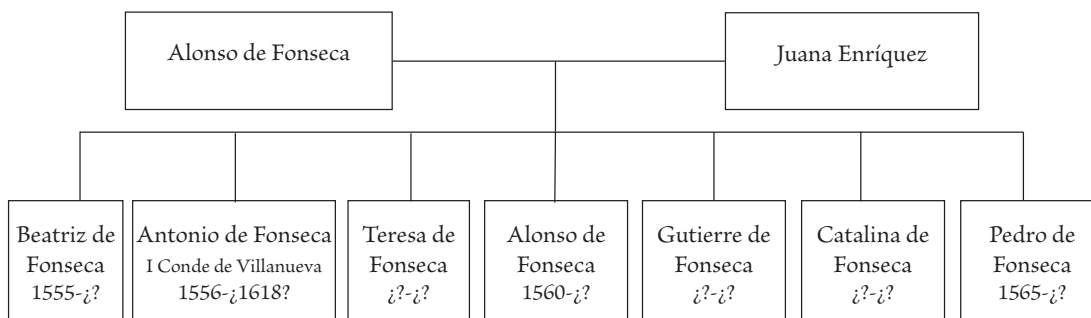 Alonso de Fonseca
Juana Enríquez
Beatriz de
Fonseca
1555-¿?
Antonio de Fonseca
I Conde de Villanueva
1556-¿1618?
Teresa de
Fonseca
¿?-¿?
Alonso de
Fonseca
1560-¿?
Gutierre de
Fonseca
¿?-¿?
Catalina de
Fonseca
¿?-¿?
Pedro de
Fonseca
1565-¿?